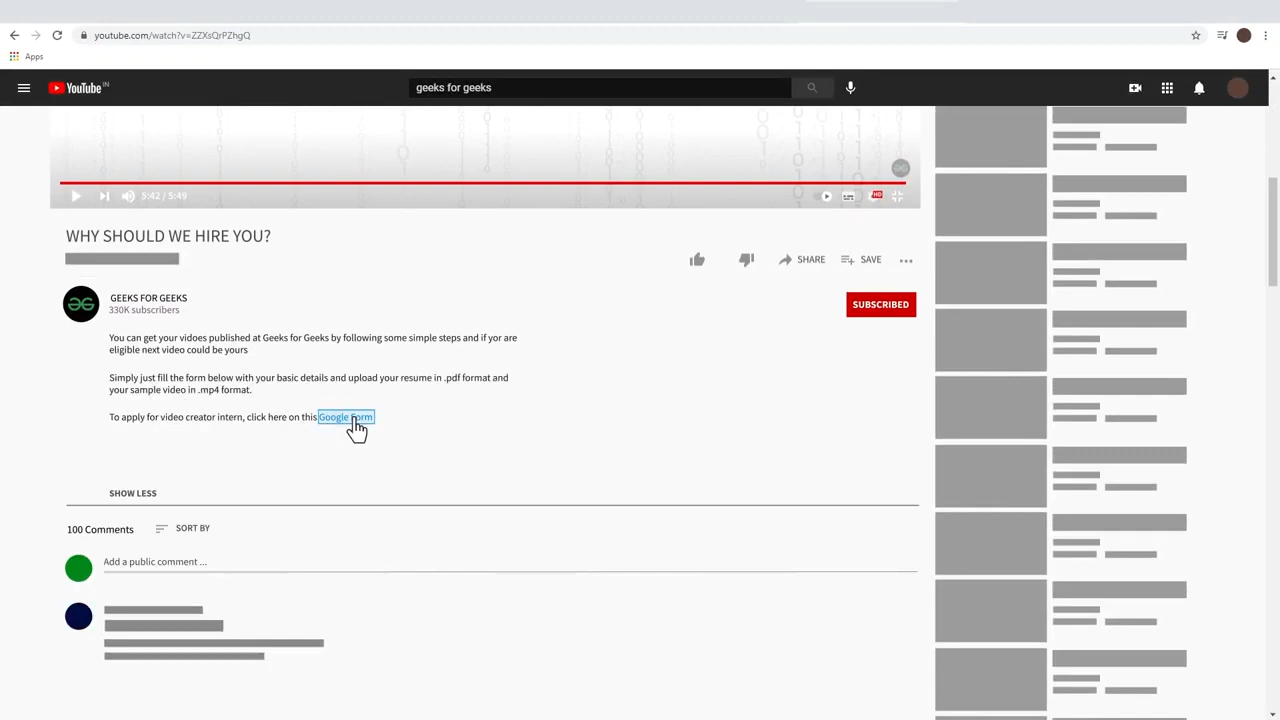 youtube.com/watch?v=ZZXsQrPZhgQ
Apps
YouTube IN
geeks for geeks
5:42 / 5:49
HD
WHY SHOULD WE HIRE YOU?
SHARE
SAVE
GEEKS FOR GEEKS
330K subscribers
SUBSCRIBED
You can get your vidoes published at Geeks for Geeks by following some simple steps and if yor are
eligible next video could be yours
Simply just fill the form below with your basic details and upload your resume in .pdf format and
your sample video in .mp4 format.
To apply for video creator intern, click here on this Google Form
SHOW LESS
100 Comments
SORT BY
Add a public comment ...